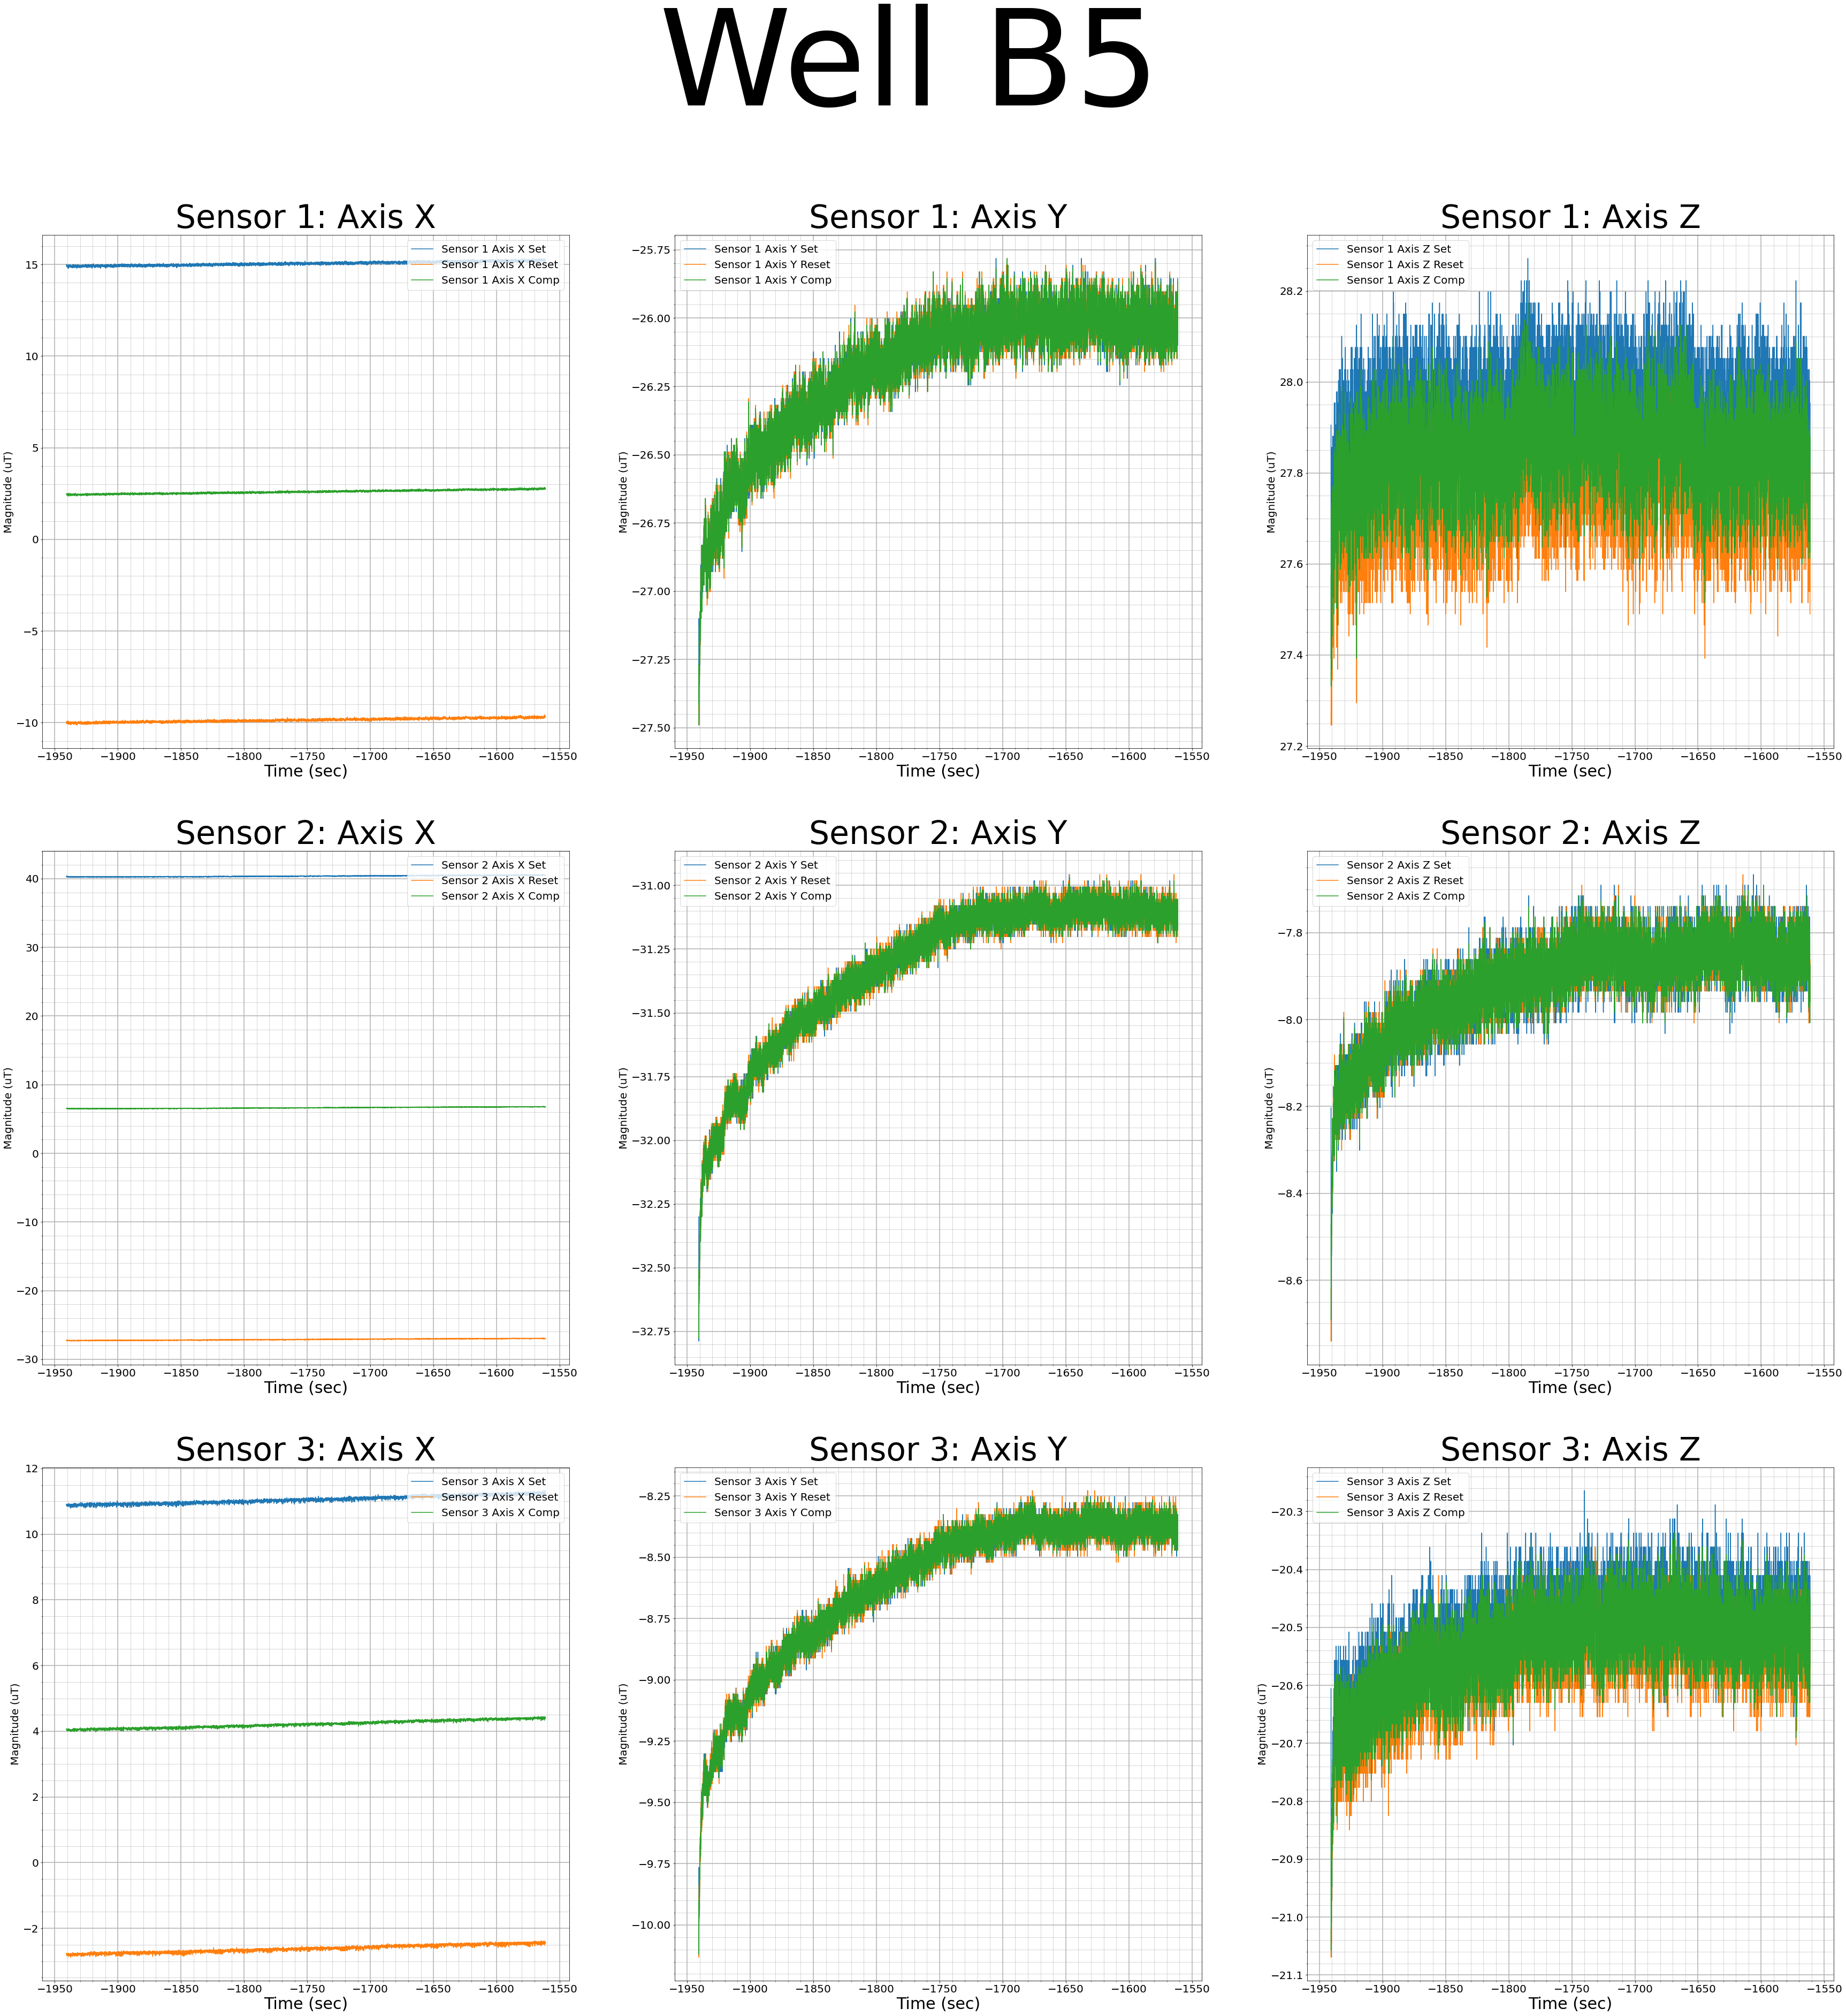 Well B5
Sensor 1: Axis X
Sensor 1 Axis X Set
Sensor 1 Axis X Reset
Sensor 1 Axis X Comp
Magnitude (uT)
15
10
5
0
−5
−10
−1950 −1900 −1850 −1800 −1750 −1700 −1650 −1600 −1550
Time (sec)
Sensor 1: Axis Y
Sensor 1 Axis Y Set
Sensor 1 Axis Y Reset
Sensor 1 Axis Y Comp
Magnitude (uT)
−25.75
−26.00
−26.25
−26.50
−26.75
−27.00
−27.25
−27.50
−1950 −1900 −1850 −1800 −1750 −1700 −1650 −1600 −1550
Time (sec)
Sensor 1: Axis Z
Sensor 1 Axis Z Set
Sensor 1 Axis Z Reset
Sensor 1 Axis Z Comp
Magnitude (uT)
28.2
28.0
27.8
27.6
27.4
27.2
−1950 −1900 −1850 −1800 −1750 −1700 −1650 −1600 −1550
Time (sec)
Sensor 2: Axis X
Sensor 2 Axis X Set
Sensor 2 Axis X Reset
Sensor 2 Axis X Comp
Magnitude (uT)
40
30
20
10
0
−10
−20
−30
−1950 −1900 −1850 −1800 −1750 −1700 −1650 −1600 −1550
Time (sec)
Sensor 2: Axis Y
Sensor 2 Axis Y Set
Sensor 2 Axis Y Reset
Sensor 2 Axis Y Comp
Magnitude (uT)
−31.00
−31.25
−31.50
−31.75
−32.00
−32.25
−32.50
−32.75
−1950 −1900 −1850 −1800 −1750 −1700 −1650 −1600 −1550
Time (sec)
Sensor 2: Axis Z
Sensor 2 Axis Z Set
Sensor 2 Axis Z Reset
Sensor 2 Axis Z Comp
Magnitude (uT)
−7.8
−8.0
−8.2
−8.4
−8.6
−1950 −1900 −1850 −1800 −1750 −1700 −1650 −1600 −1550
Time (sec)
Sensor 3: Axis X
Sensor 3 Axis X Set
Sensor 3 Axis X Reset
Sensor 3 Axis X Comp
Magnitude (uT)
12
10
8
6
4
2
0
−2
−1950 −1900 −1850 −1800 −1750 −1700 −1650 −1600 −1550
Time (sec)
Sensor 3: Axis Y
Sensor 3 Axis Y Set
Sensor 3 Axis Y Reset
Sensor 3 Axis Y Comp
Magnitude (uT)
−8.25
−8.50
−8.75
−9.00
−9.25
−9.50
−9.75
−10.00
−1950 −1900 −1850 −1800 −1750 −1700 −1650 −1600 −1550
Time (sec)
Sensor 3: Axis Z
Sensor 3 Axis Z Set
Sensor 3 Axis Z Reset
Sensor 3 Axis Z Comp
Magnitude (uT)
−20.3
−20.4
−20.5
−20.6
−20.7
−20.8
−20.9
−21.0
−21.1
−1950 −1900 −1850 −1800 −1750 −1700 −1650 −1600 −1550
Time (sec)